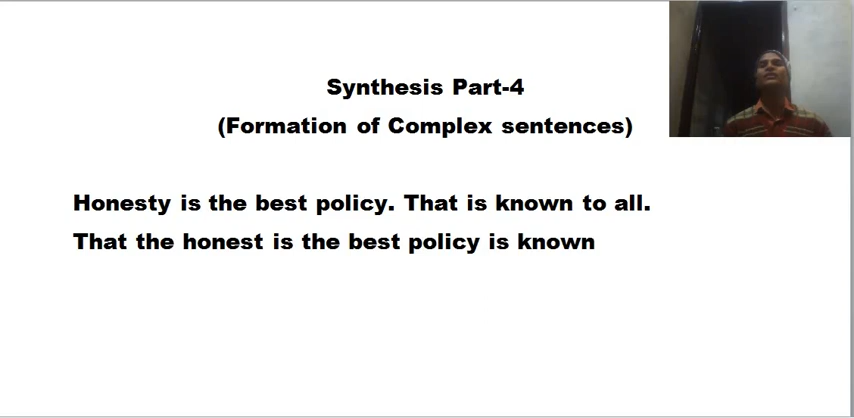 Synthesis Part-4
(Formation of Complex sentences)
Honesty is the best policy. That is known to all.
That the honest is the best policy is known